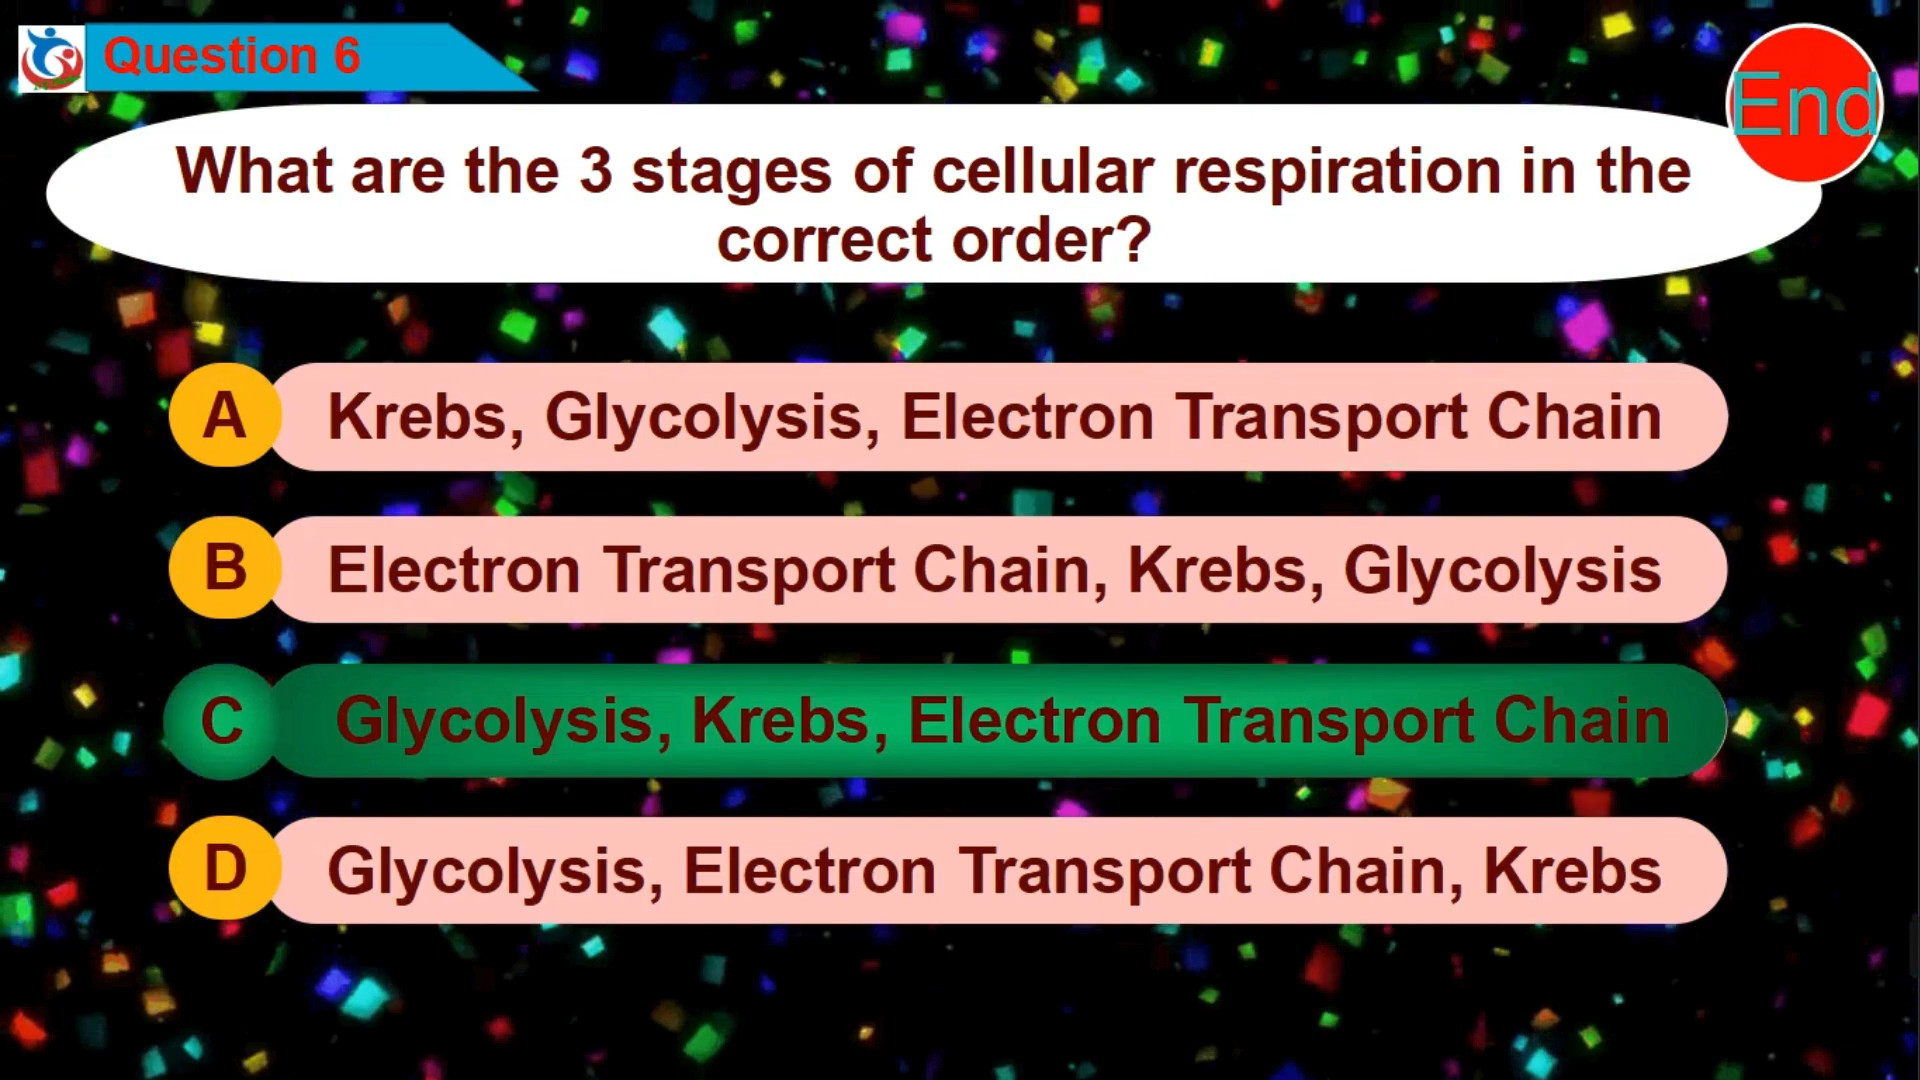 Question 6
End
What are the 3 stages of cellular respiration in the
correct order?
A Krebs, Glycolysis, Electron Transport Chain
B Electron Transport Chain, Krebs, Glycolysis
C Glycolysis, Krebs, Electron Transport Chain
D Glycolysis, Electron Transport Chain, Krebs